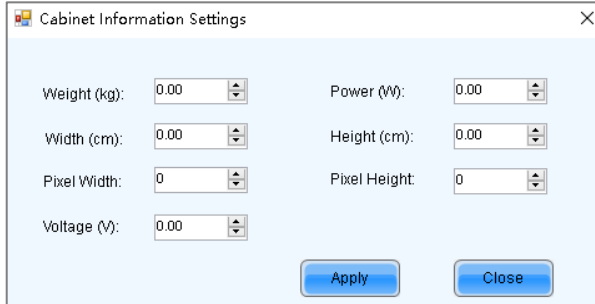 Cabinet Information Settings
Weight (kg): 0.00 Power (W): 0.00
Width (cm): 0.00 Height (cm): 0.00
Pixel Width: 0 Pixel Height: 0
Voltage (V): 0.00
Apply Close